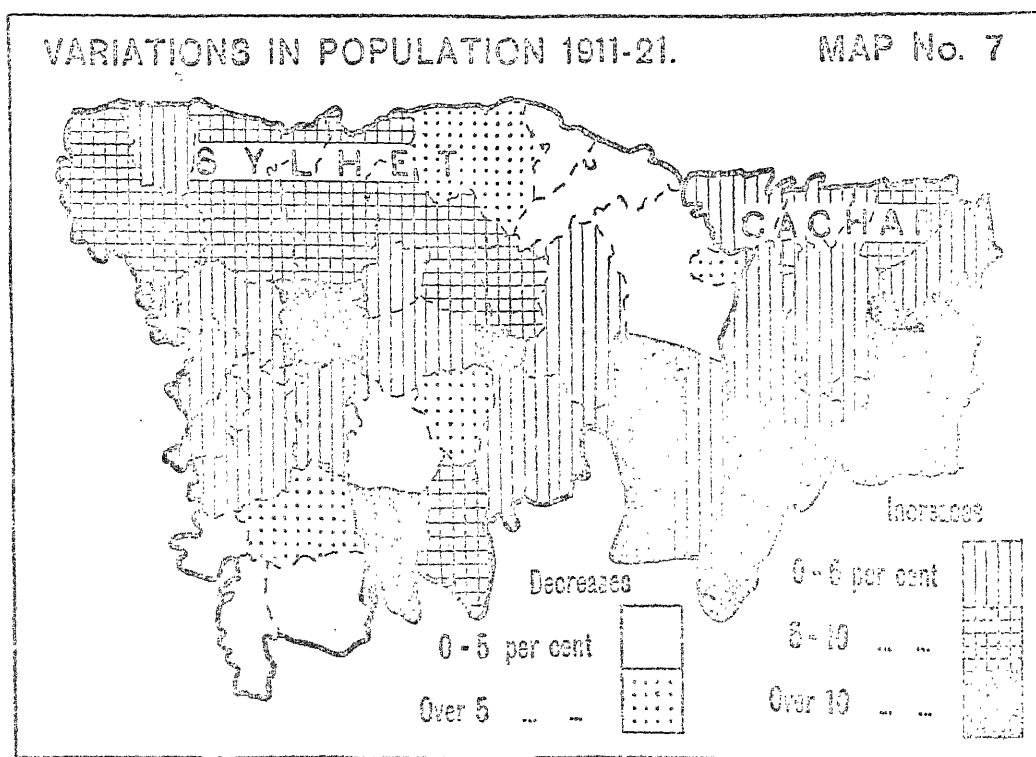 VARIATIONS IN POPULATION 1911-21. MAP No. 7
SYLHET
CACHAR
Increases
0 - 5 per cent
5 - 10 ... ...
Over 10 ... ...
Decreases
0 - 5 per cent
Over 5 ... ...